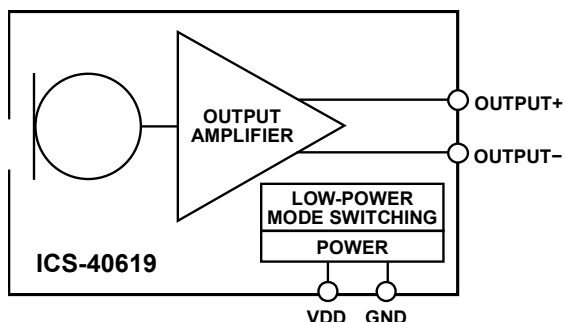 OUTPUT
AMPLIFIER
OUTPUT+
OUTPUT−
LOW-POWER
MODE SWITCHING
POWER
ICS-40619
VDD GND